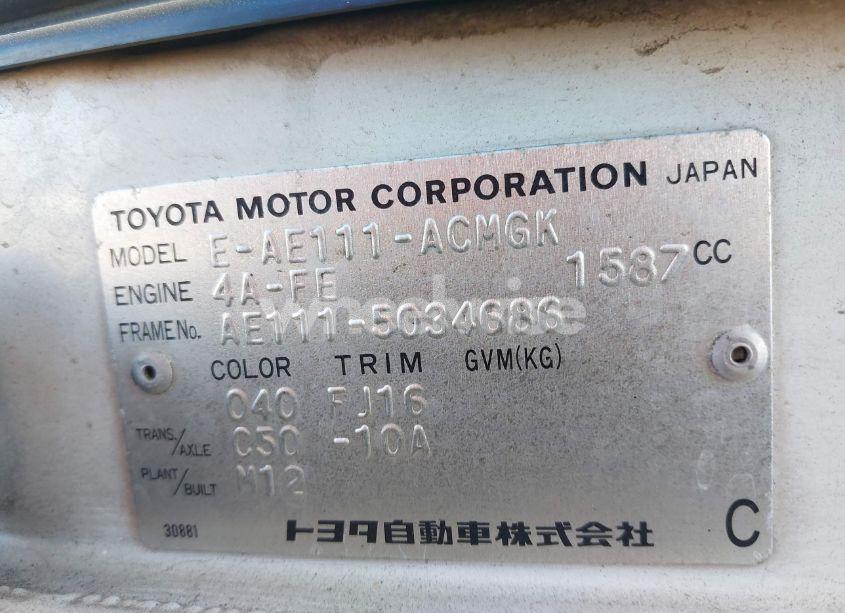 TOYOTA MOTOR CORPORATION JAPAN
MODEL E-AE111-ACMGK
ENGINE 4A-FE 1587CC
FRAME No. AE111-5034686
COLOR TRIM GVM(KG)
040 FJ16
TRANS./AXLE C50 -10A
PLANT/BUILT M12
30881 トヨタ自動車株式会社 C